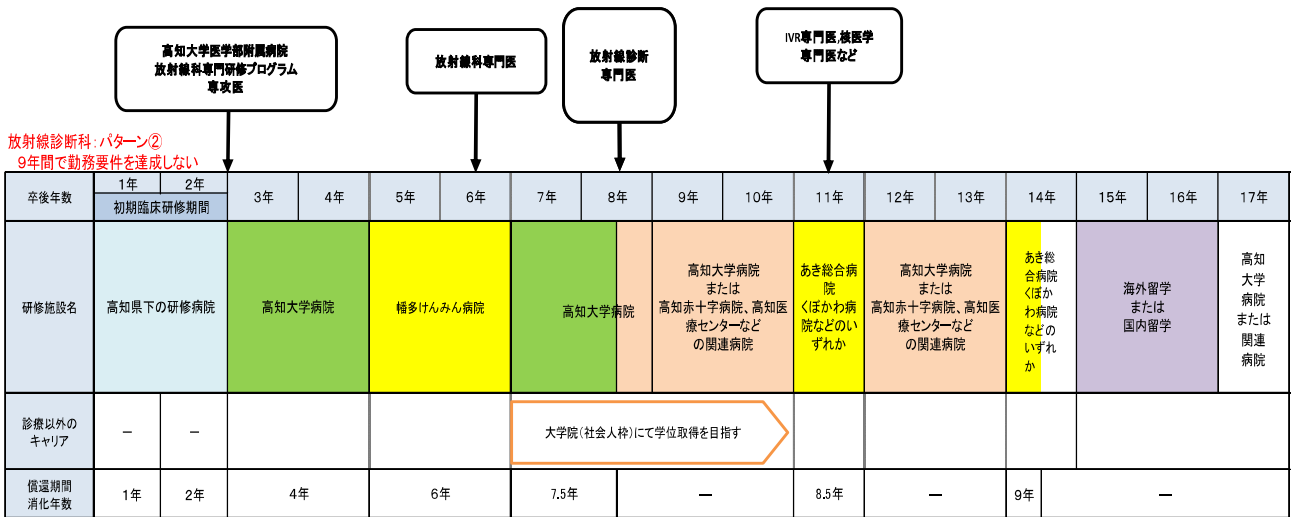 高知大学医学部附属病院
放射線科専門研修プログラム
専攻医
放射線科専門医
放射線診断
専門医
IVR専門医,核医学
専門医など
放射線診断科:パターン②
9年間で勤務要件を達成しない
卒後年数
1年
2年
初期臨床研修期間
3年
4年
5年
6年
7年
8年
9年
10年
11年
12年
13年
14年
15年
16年
17年
研修施設名
高知県下の研修病院
高知大学病院
幡多けんみん病院
高知大学病院
高知大学病院
または
高知赤十字病院、高知医
療センターなど
の関連病院
あき総合病
院
くぼかわ病
院などのい
ずれか
高知大学病院
または
高知赤十字病院、高知医
療センターなど
の関連病院
あき総
合病院
くぼか
わ病院
などの
いずれ
か
海外留学
または
国内留学
高知
大学
病院
または
関連
病院
診療以外の
キャリア
－
－
大学院(社会人枠)にて学位取得を目指す
償還期間
消化年数
1年
2年
4年
6年
7.5年
－
8.5年
－
9年
－